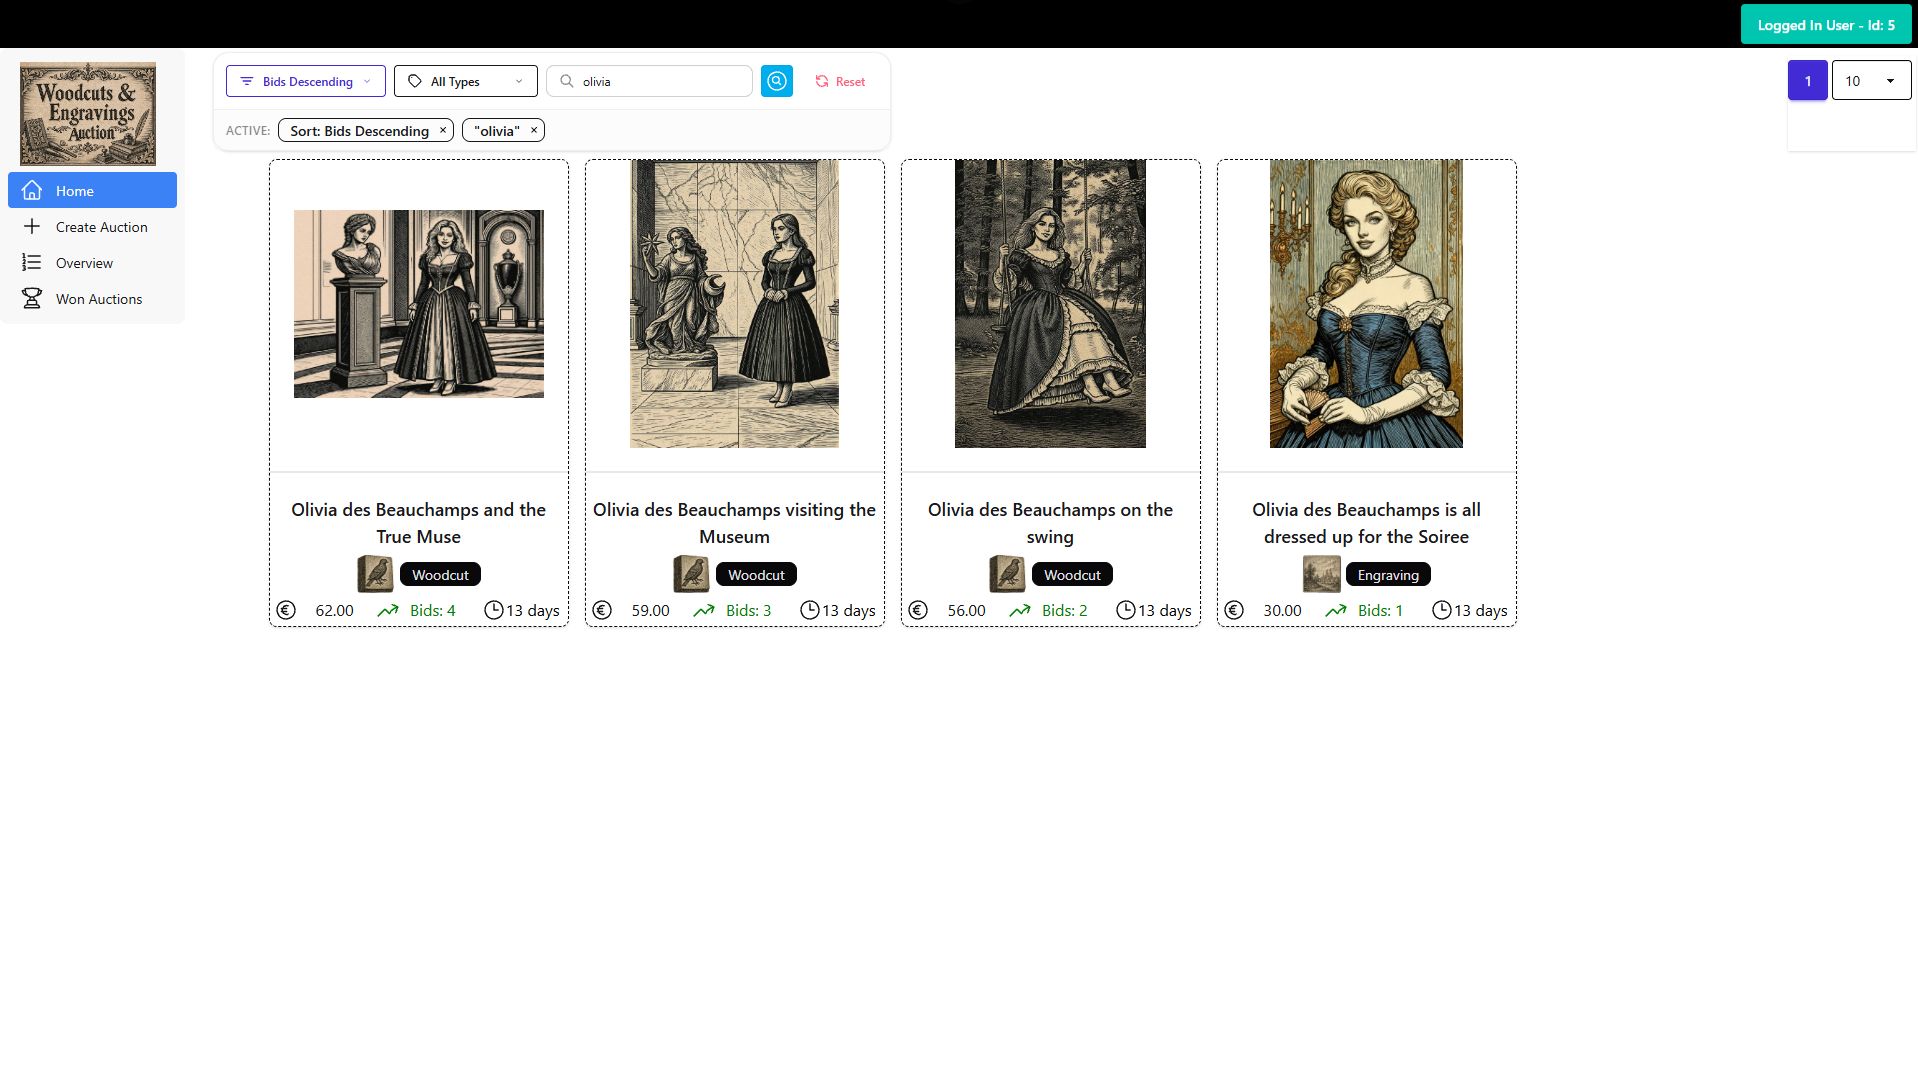 Logged In User - Id: 5
Woodcuts &
Engravings
Auction
Home
Create Auction
Overview
Won Auctions
Bids Descending
All Types
olivia
Reset
ACTIVE:
Sort: Bids Descending ×
"olivia" ×
1
10
Olivia des Beauchamps and the
True Muse
Woodcut
62.00
Bids: 4
13 days
Olivia des Beauchamps visiting the
Museum
Woodcut
59.00
Bids: 3
13 days
Olivia des Beauchamps on the
swing
Woodcut
56.00
Bids: 2
13 days
Olivia des Beauchamps is all
dressed up for the Soiree
Engraving
30.00
Bids: 1
13 days